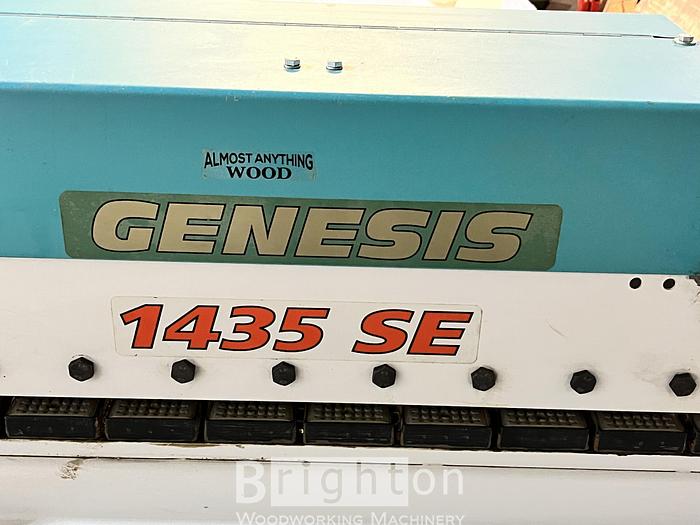 ALMOST ANYTHING
WOOD
GENESIS
1435 SE
Brighton
WOODWORKING MACHINERY